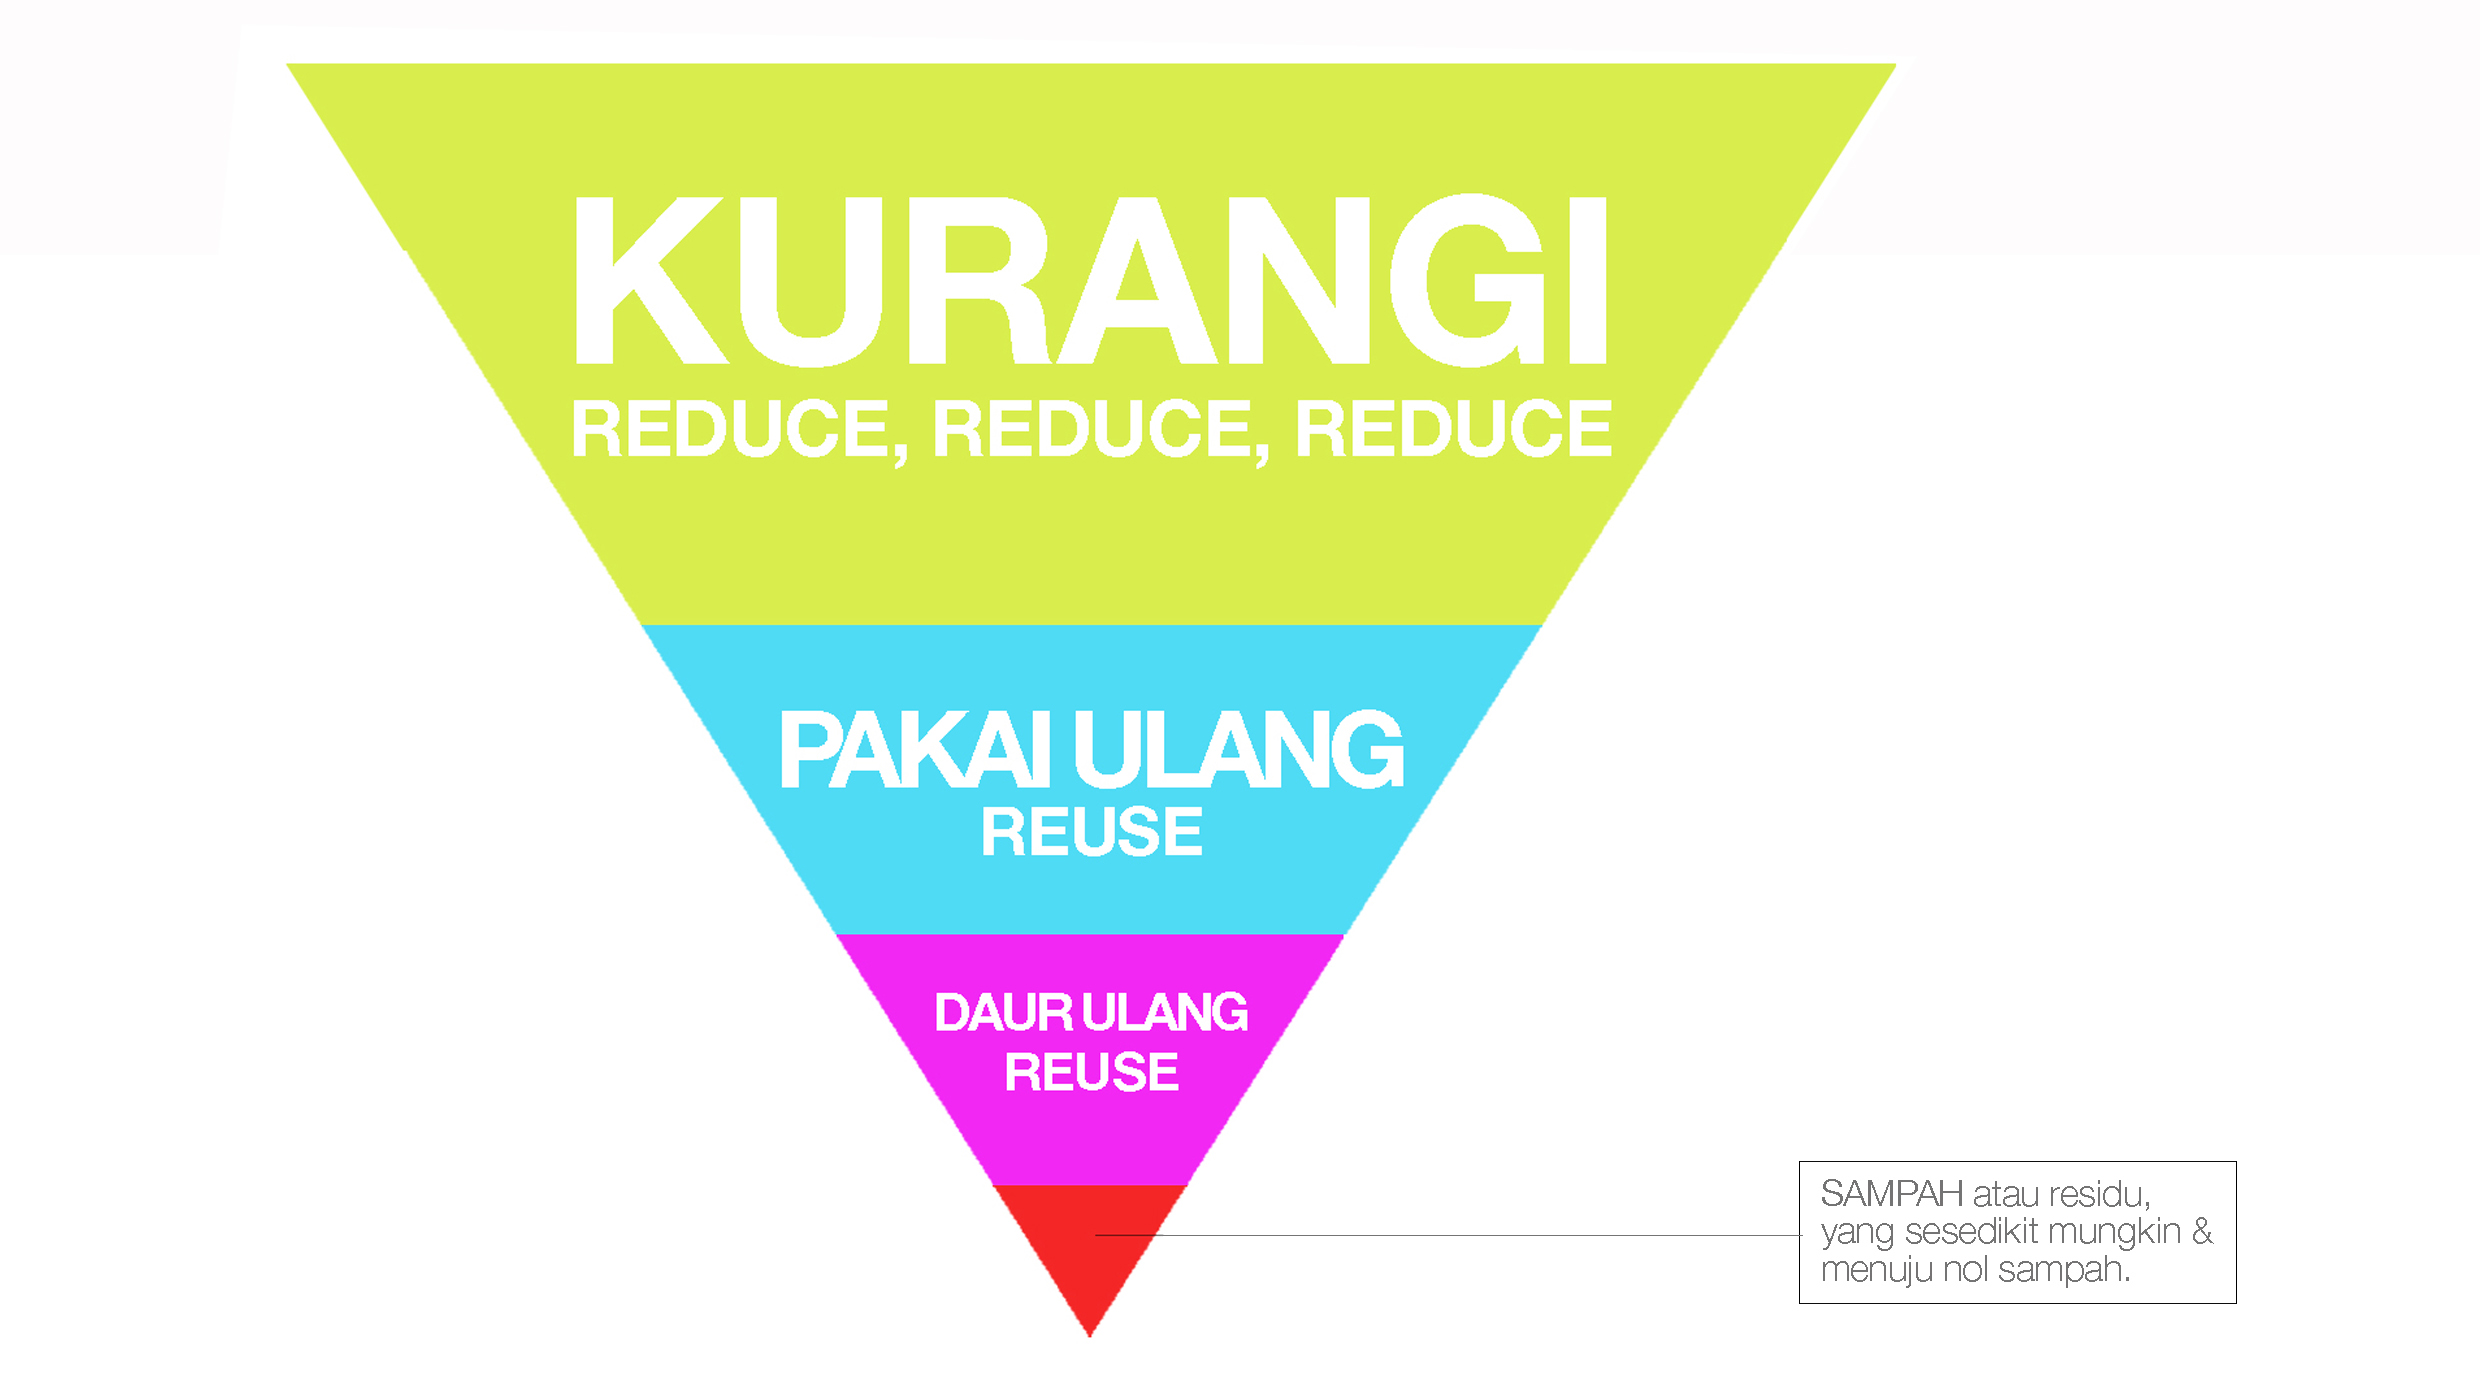 KURANGI
REDUCE, REDUCE, REDUCE
PAKAI ULANG
REUSE
DAUR ULANG
REUSE
SAMPAH atau residu,
yang sesedikit mungkin &
menuju nol sampah.